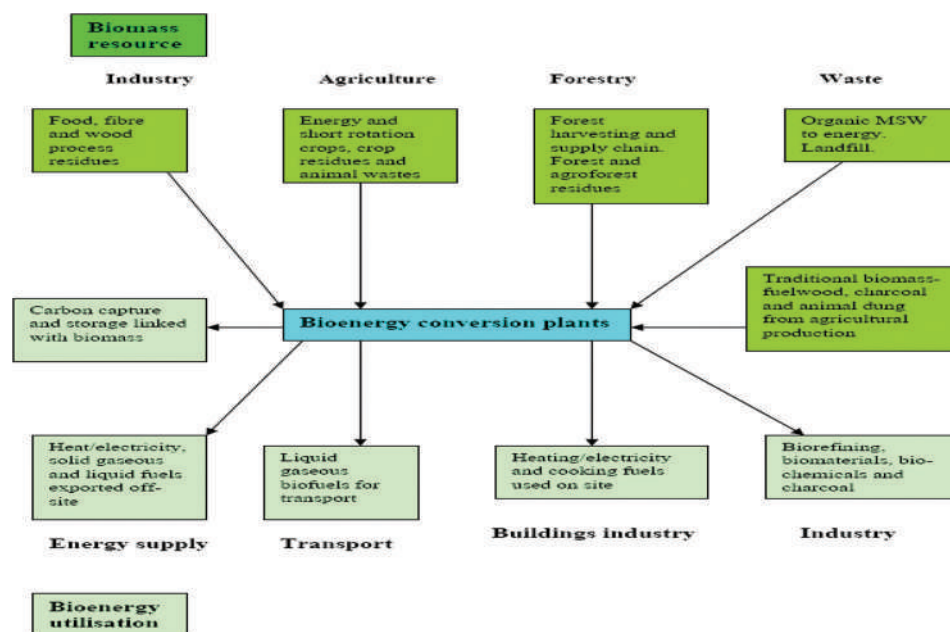 Biomass
resource
Industry
Agriculture
Forestry
Waste
Food, fibre
and wood
process
residues
Energy and
short rotation
crops, crop
residues and
animal wastes
Forest
harvesting and
supply chain.
Forest and
agroforest
residues
Organic MSW
to energy.
Landfill.
Carbon capture
and storage linked
with biomass
Bioenergy conversion plants
Traditional biomass-
fuelwood, charcoal
and animal dung
from agricultural
production
Heat/electricity,
solid gaseous
and liquid fuels
exported off-
site
Liquid
gaseous
biofuels for
transport
Heating/electricity
and cooking fuels
used on site
Biorefining,
biomaterials, bio-
chemicals and
charcoal
Energy supply
Transport
Buildings industry
Industry
Bioenergy
utilisation